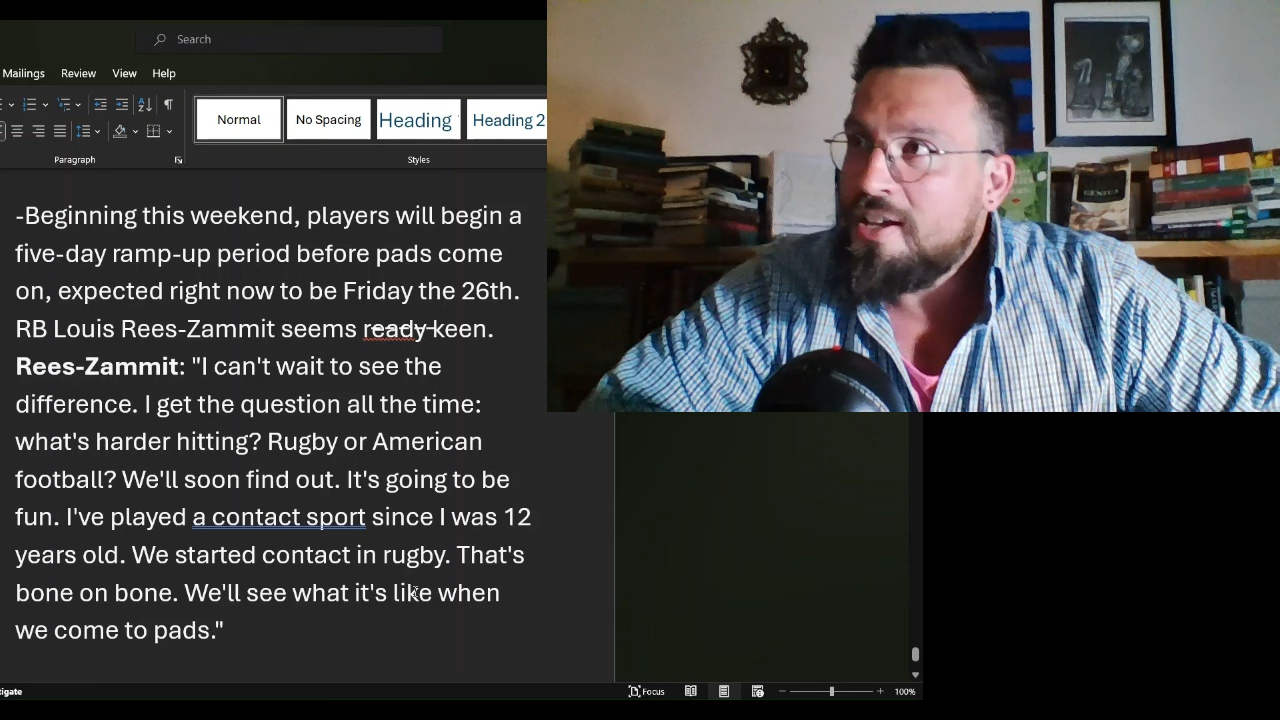 Search
Mailings Review View Help
Normal No Spacing Heading Heading 2
Paragraph Styles
-Beginning this weekend, players will begin a
five-day ramp-up period before pads come
on, expected right now to be Friday the 26th.
RB Louis Rees-Zammit seems ready keen.
Rees-Zammit: "I can't wait to see the
difference. I get the question all the time:
what's harder hitting? Rugby or American
football? We'll soon find out. It's going to be
fun. I've played a contact sport since I was 12
years old. We started contact in rugby. That's
bone on bone. We'll see what it's like when
we come to pads."
GENIUS
tigate Focus 100%